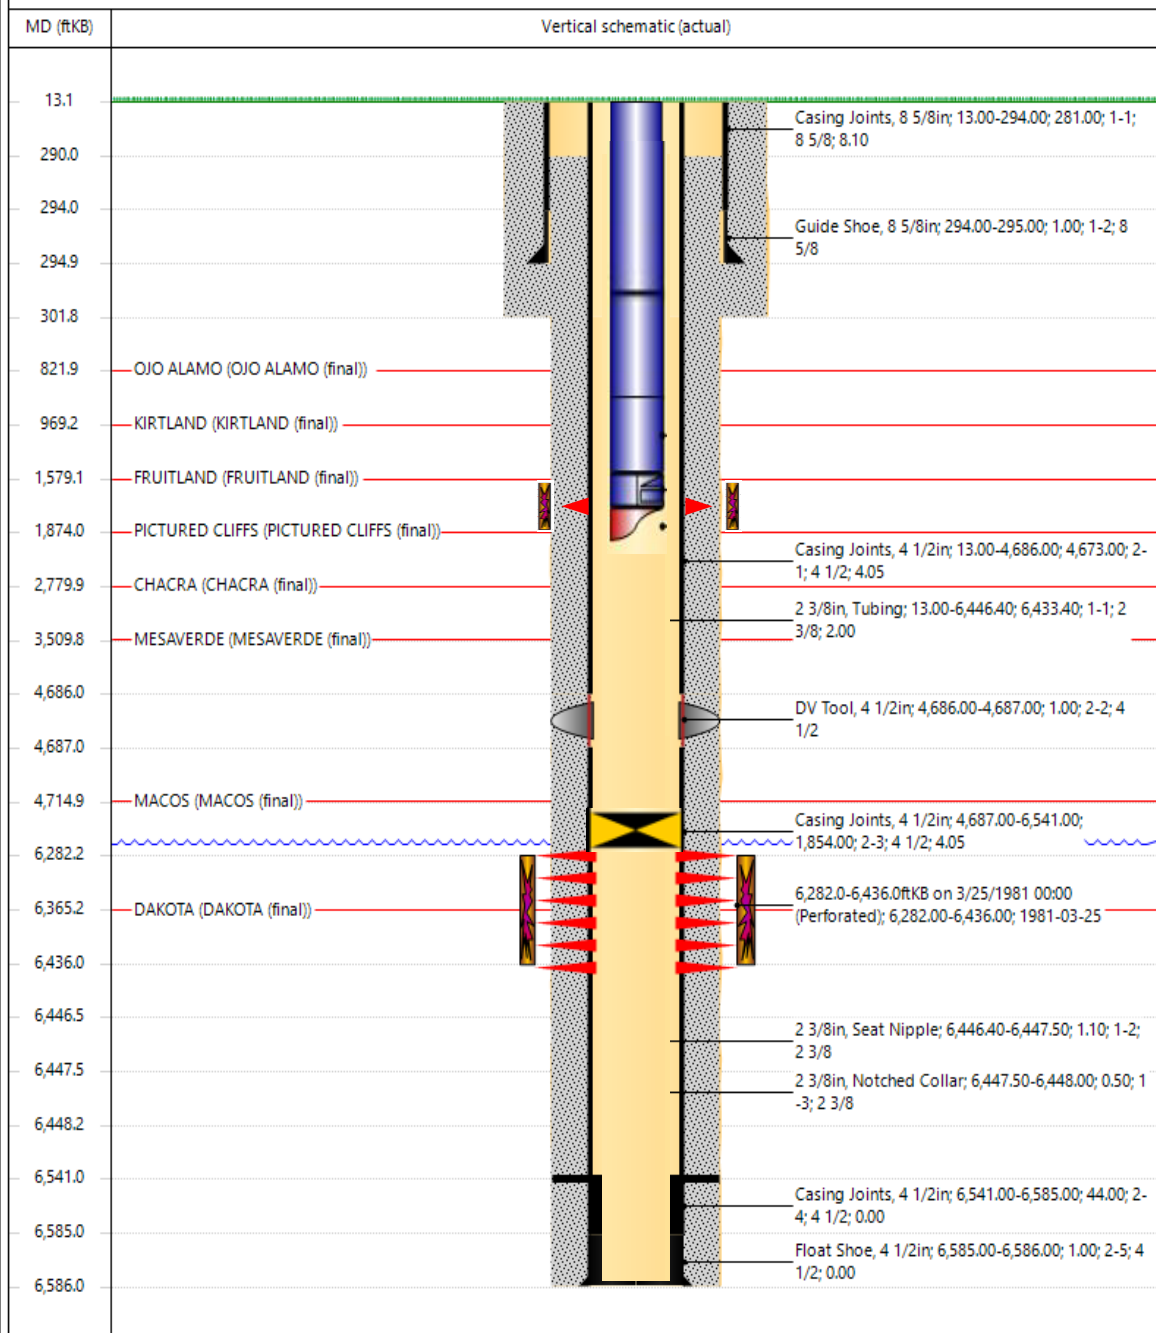 MD (ftKB)
Vertical schematic (actual)
13.1
Casing Joints, 8 5/8in; 13.00-294.00; 281.00; 1-1;
8 5/8; 8.10
290.0
294.0
Guide Shoe, 8 5/8in; 294.00-295.00; 1.00; 1-2; 8
5/8
294.9
301.8
821.9
OJO ALAMO (OJO ALAMO (final))
969.2
KIRTLAND (KIRTLAND (final))
1,579.1
FRUITLAND (FRUITLAND (final))
1,874.0
PICTURED CLIFFS (PICTURED CLIFFS (final))
Casing Joints, 4 1/2in; 13.00-4,686.00; 4,673.00; 2-
1; 4 1/2; 4.05
2,779.9
CHACRA (CHACRA (final))
2 3/8in, Tubing; 13.00-6,446.40; 6,433.40; 1-1; 2
3/8; 2.00
3,509.8
MESAVERDE (MESAVERDE (final))
4,686.0
DV Tool, 4 1/2in; 4,686.00-4,687.00; 1.00; 2-2; 4
1/2
4,687.0
4,714.9
MACOS (MACOS (final))
Casing Joints, 4 1/2in; 4,687.00-6,541.00;
1,854.00; 2-3; 4 1/2; 4.05
6,282.2
6,282.0-6,436.0ftKB on 3/25/1981 00:00
(Perforated); 6,282.00-6,436.00; 1981-03-25
6,365.2
DAKOTA (DAKOTA (final))
6,436.0
6,446.5
2 3/8in, Seat Nipple; 6,446.40-6,447.50; 1.10; 1-2;
2 3/8
6,447.5
2 3/8in, Notched Collar; 6,447.50-6,448.00; 0.50; 1
-3; 2 3/8
6,448.2
6,541.0
Casing Joints, 4 1/2in; 6,541.00-6,585.00; 44.00; 2-
4; 4 1/2; 0.00
6,585.0
Float Shoe, 4 1/2in; 6,585.00-6,586.00; 1.00; 2-5; 4
1/2; 0.00
6,586.0